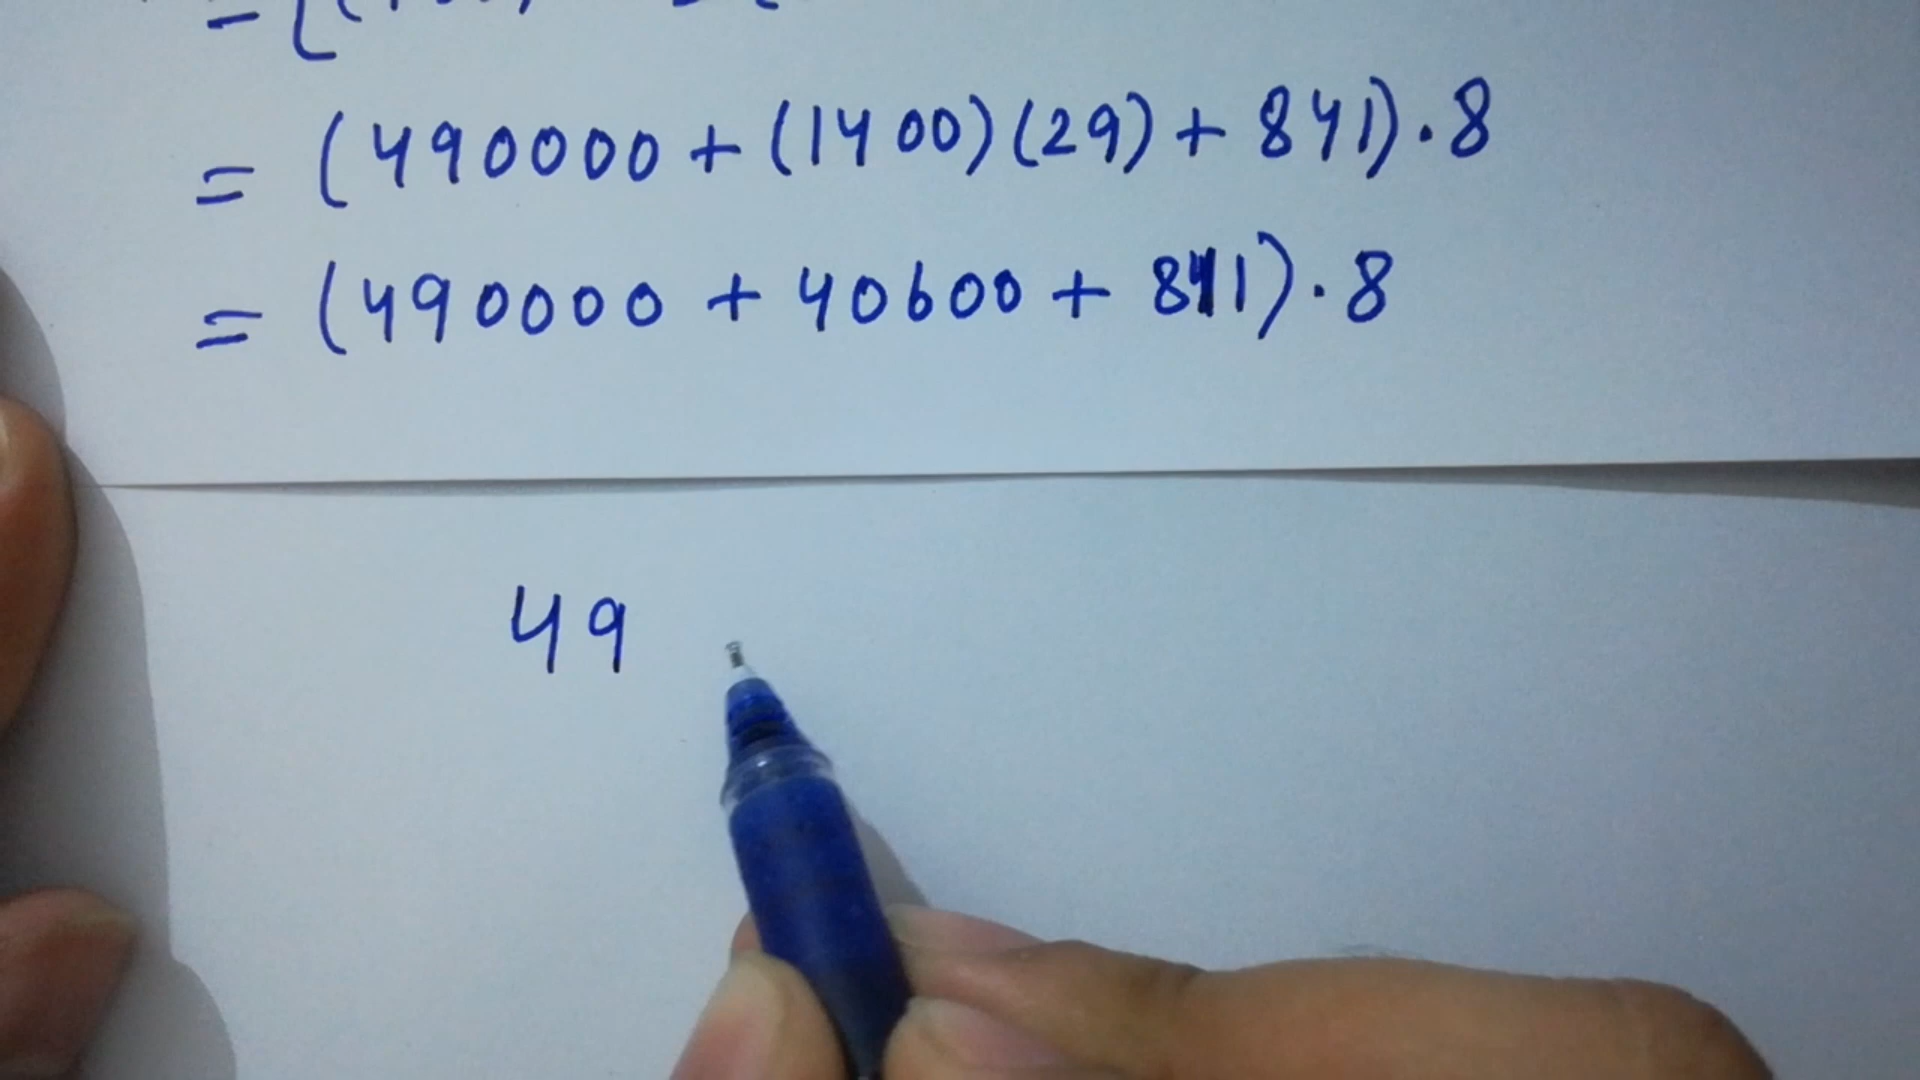 = (490000 + (1400)(29) + 841) · 8
= (490000 + 40600 + 841) · 8
49